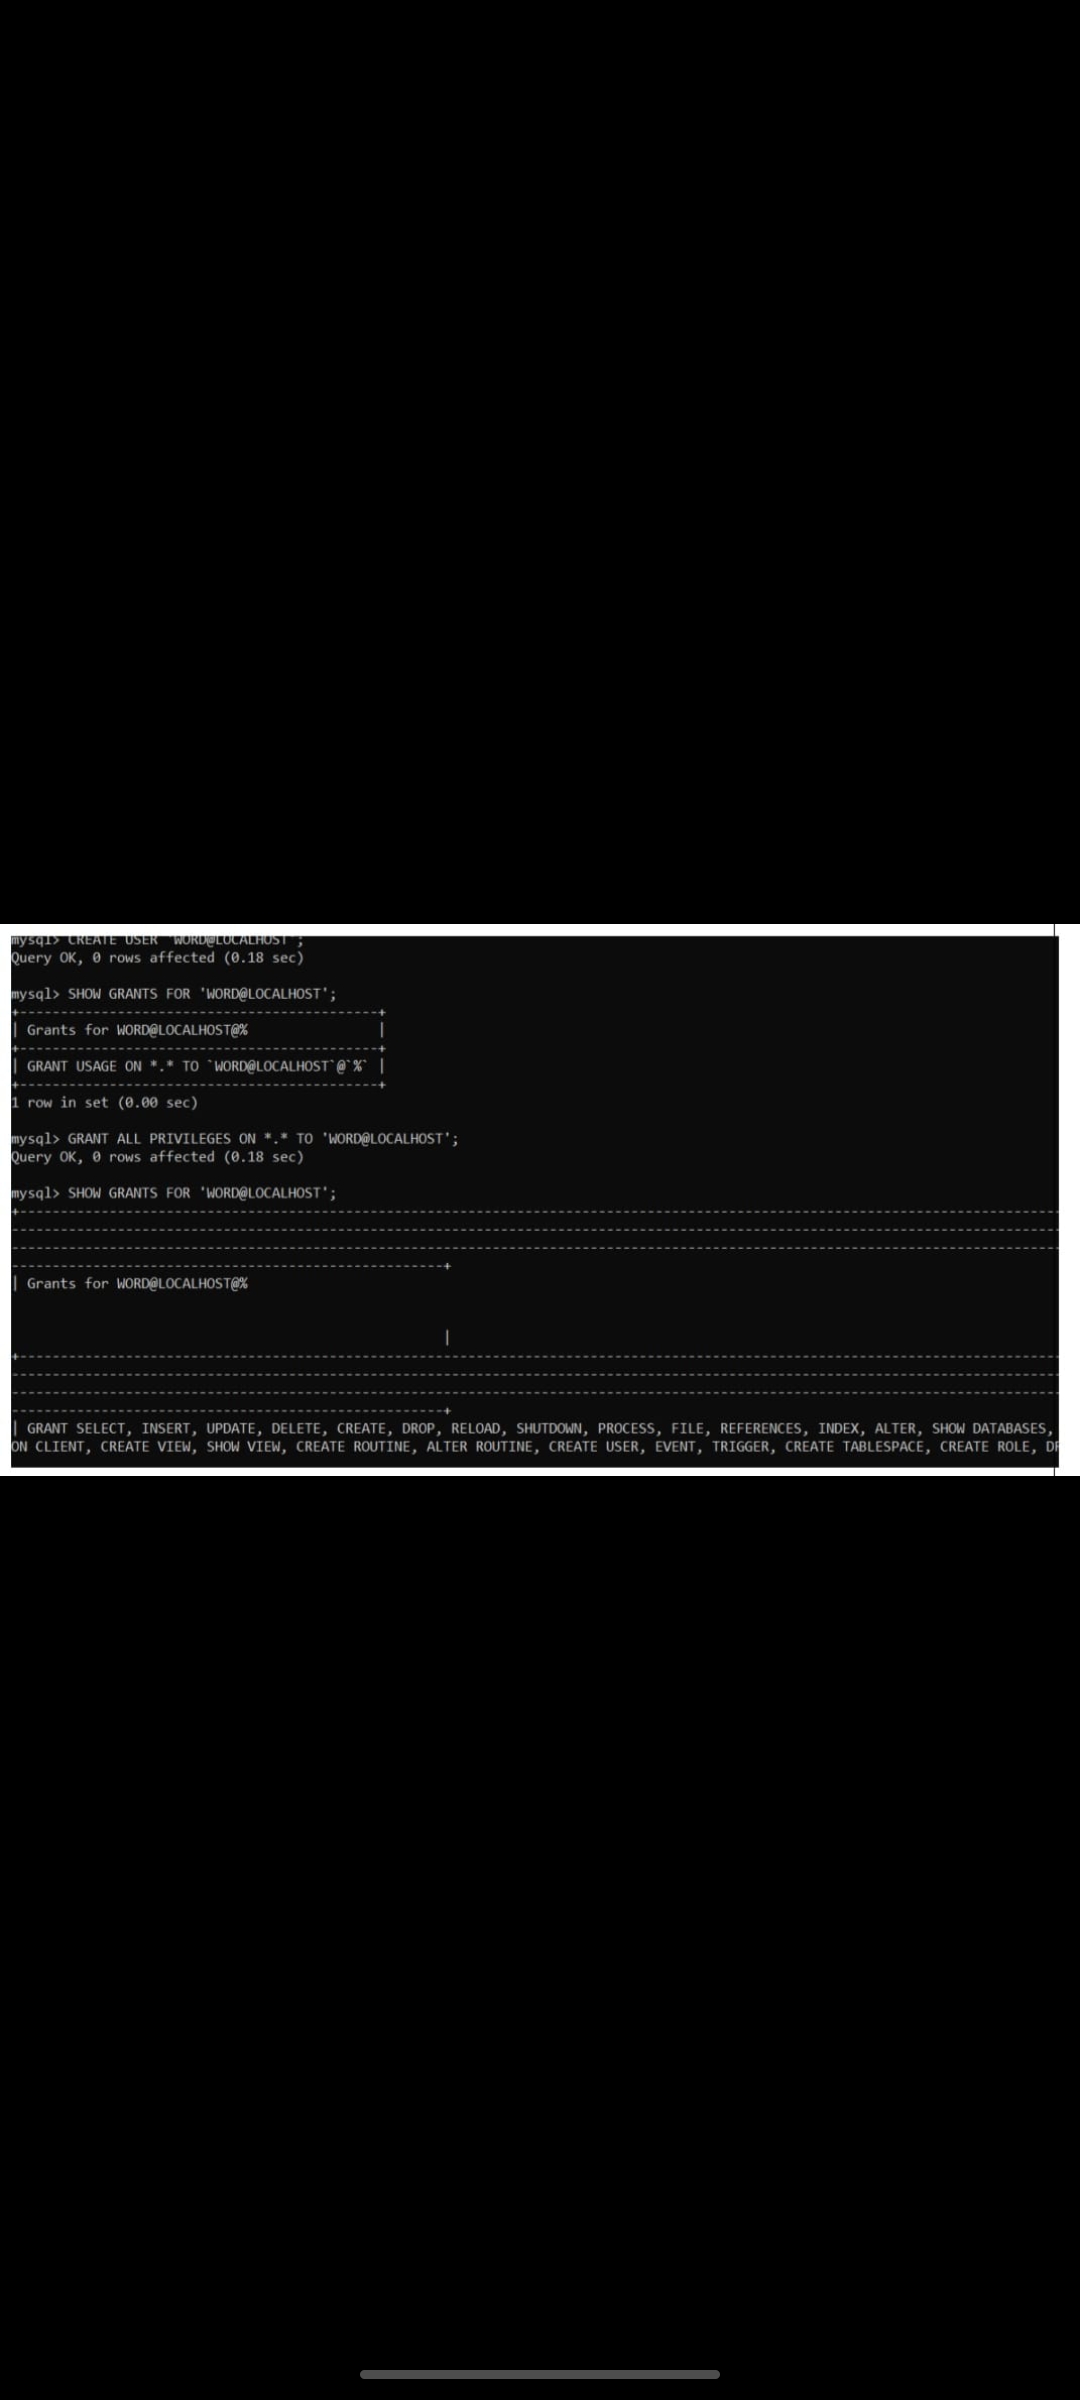 mysql> CREATE USER 'WORD@LOCALHOST';
Query OK, 0 rows affected (0.18 sec)
mysql> SHOW GRANTS FOR 'WORD@LOCALHOST';
+--------------------------------------------+
| Grants for WORD@LOCALHOST@%                |
+--------------------------------------------+
| GRANT USAGE ON *.* TO `WORD@LOCALHOST`@`%` |
+--------------------------------------------+
1 row in set (0.00 sec)
mysql> GRANT ALL PRIVILEGES ON *.* TO 'WORD@LOCALHOST';
Query OK, 0 rows affected (0.18 sec)
mysql> SHOW GRANTS FOR 'WORD@LOCALHOST';
| Grants for WORD@LOCALHOST@%
|
| GRANT SELECT, INSERT, UPDATE, DELETE, CREATE, DROP, RELOAD, SHUTDOWN, PROCESS, FILE, REFERENCES, INDEX, ALTER, SHOW DATABASES,
ON CLIENT, CREATE VIEW, SHOW VIEW, CREATE ROUTINE, ALTER ROUTINE, CREATE USER, EVENT, TRIGGER, CREATE TABLESPACE, CREATE ROLE,